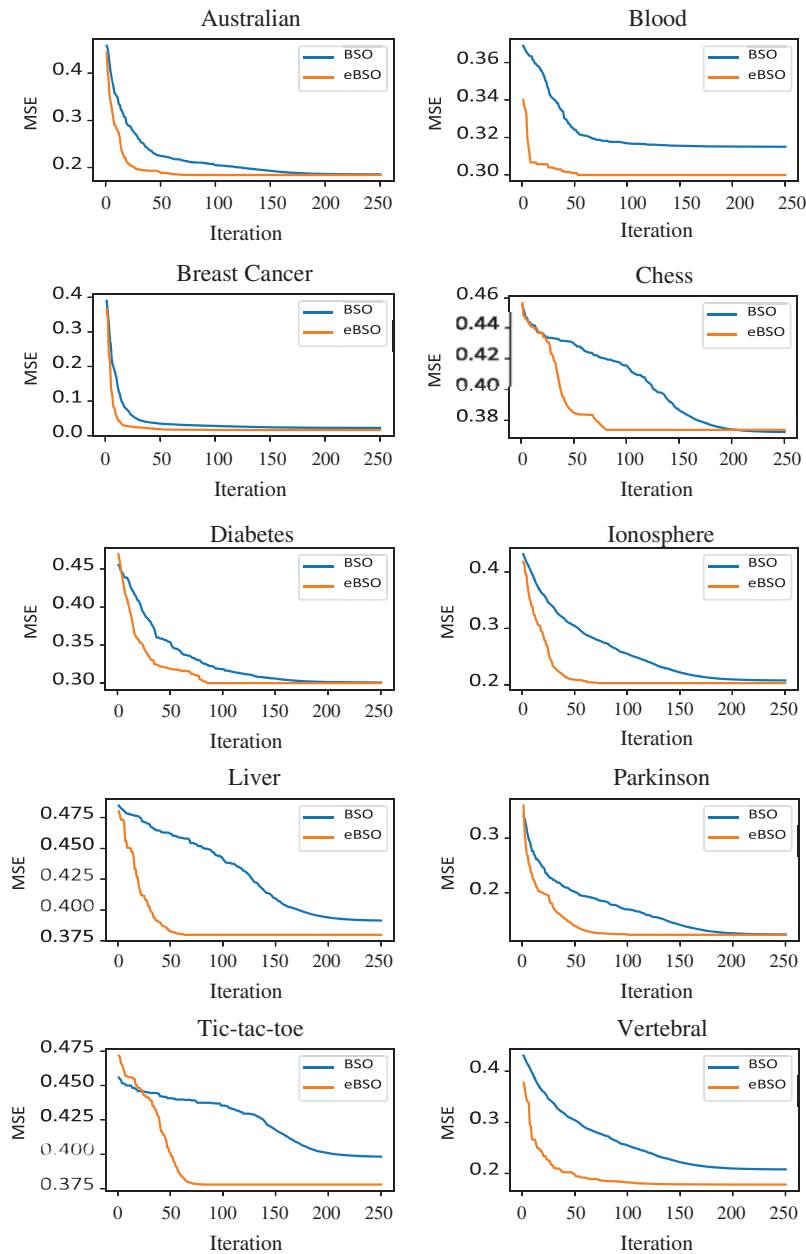 Australian
0.4
0.3
0.2
MSE
BSO
eBSO
0 50 100 150 200 250
Iteration
Blood
0.36
0.34
0.32
0.30
MSE
BSO
eBSO
0 50 100 150 200 250
Iteration
Breast Cancer
0.4
0.3
0.2
0.1
0.0
MSE
BSO
eBSO
0 50 100 150 200 250
Iteration
Chess
0.46
0.44
0.42
0.40
0.38
MSE
BSO
eBSO
0 50 100 150 200 250
Iteration
Diabetes
0.45
0.40
0.35
0.30
MSE
BSO
eBSO
0 50 100 150 200 250
Iteration
Ionosphere
0.4
0.3
0.2
MSE
BSO
eBSO
0 50 100 150 200 250
Iteration
Liver
0.475
0.450
0.425
0.400
0.375
MSE
BSO
eBSO
0 50 100 150 200 250
Iteration
Parkinson
0.3
0.2
MSE
BSO
eBSO
0 50 100 150 200 250
Iteration
Tic-tac-toe
0.475
0.450
0.425
0.400
0.375
MSE
BSO
eBSO
0 50 100 150 200 250
Iteration
Vertebral
0.4
0.3
0.2
MSE
BSO
eBSO
0 50 100 150 200 250
Iteration